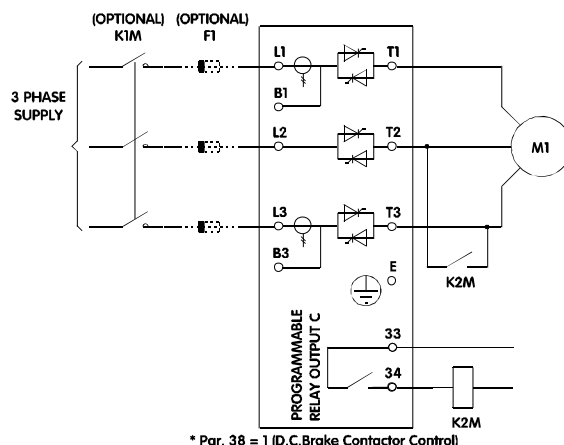 (OPTIONAL) (OPTIONAL)
K1M F1
L1 T1
B1
3 PHASE
SUPPLY
L2 T2
M1
L3 T3
B3
E
K2M
PROGRAMMABLE
RELAY OUTPUT C
33
34
K2M
* Par. 38 = 1 (D.C.Brake Contactor Control)